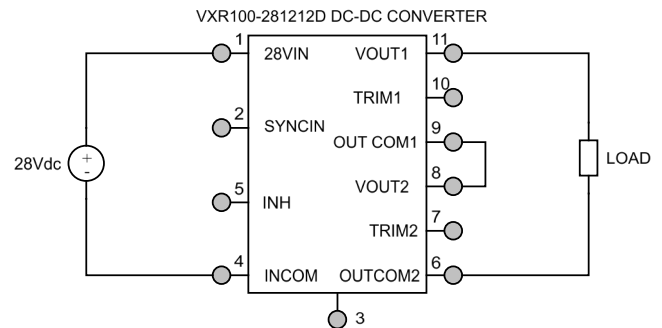 VXR100-281212D DC-DC CONVERTER
1 28VIN VOUT1 11
TRIM1 10
2 SYNCIN
OUT COM1 9
28Vdc + - LOAD
VOUT2 8
5 INH
TRIM2 7
4 INCOM OUTCOM2 6
3